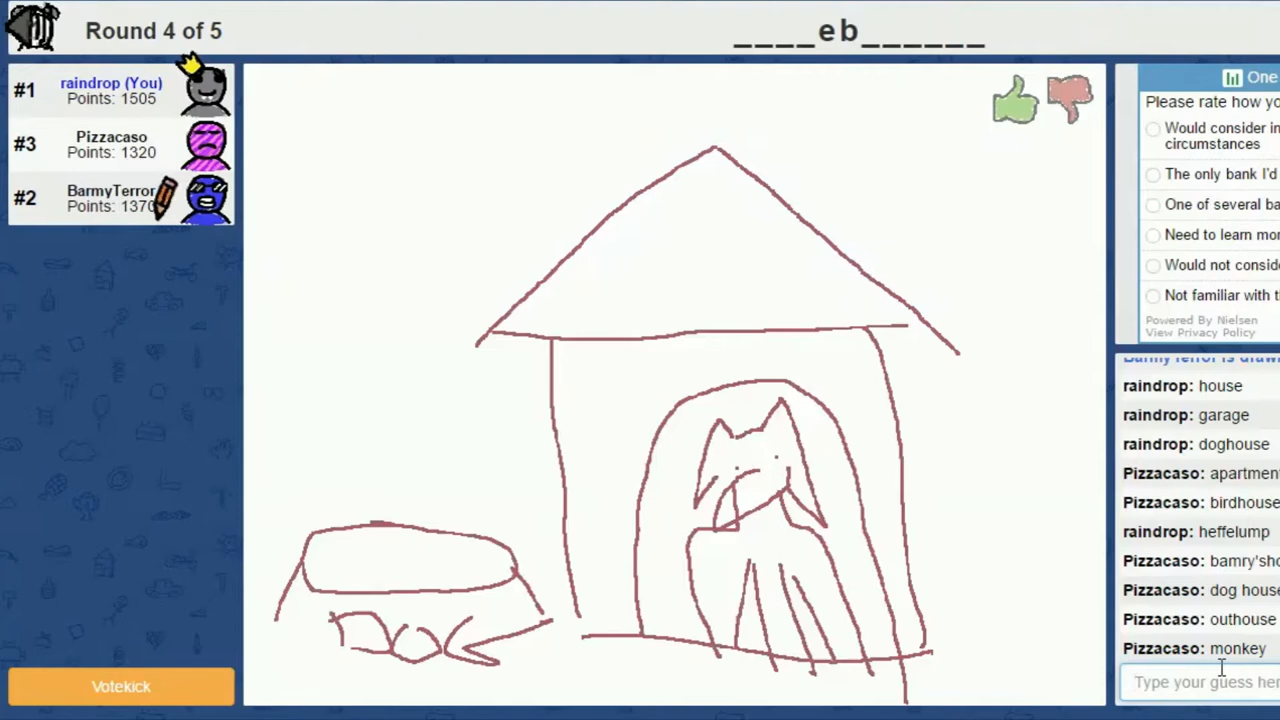 Round 4 of 5
____eb______
#1
raindrop (You)
Points: 1505
#3
Pizzacaso
Points: 1320
#2
BarmyTerror
Points: 1370
DOG
One
Please rate how yo
Would consider in
circumstances
The only bank I'd
One of several ba
Need to learn mor
Would not conside
Not familiar with t
Powered By Nielsen
View Privacy Policy
BarmyTerror is draw
raindrop: house
raindrop: garage
raindrop: doghouse
Pizzacaso: apartmen
Pizzacaso: birdhouse
raindrop: heffelump
Pizzacaso: bamry'sho
Pizzacaso: dog house
Pizzacaso: outhouse
Pizzacaso: monkey
Type your guess her
Votekick